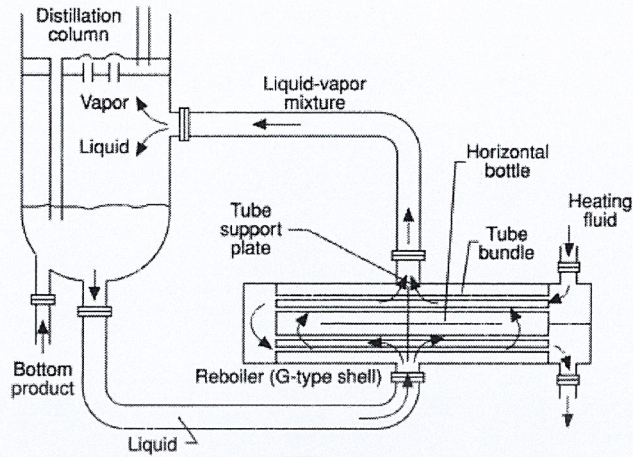 Distillation
column
Vapor
Liquid
Liquid-vapor
mixture
Horizontal
bottle
Heating
fluid
Tube
support
plate
Tube
bundle
Bottom
product
Reboiler (G-type shell)
Liquid